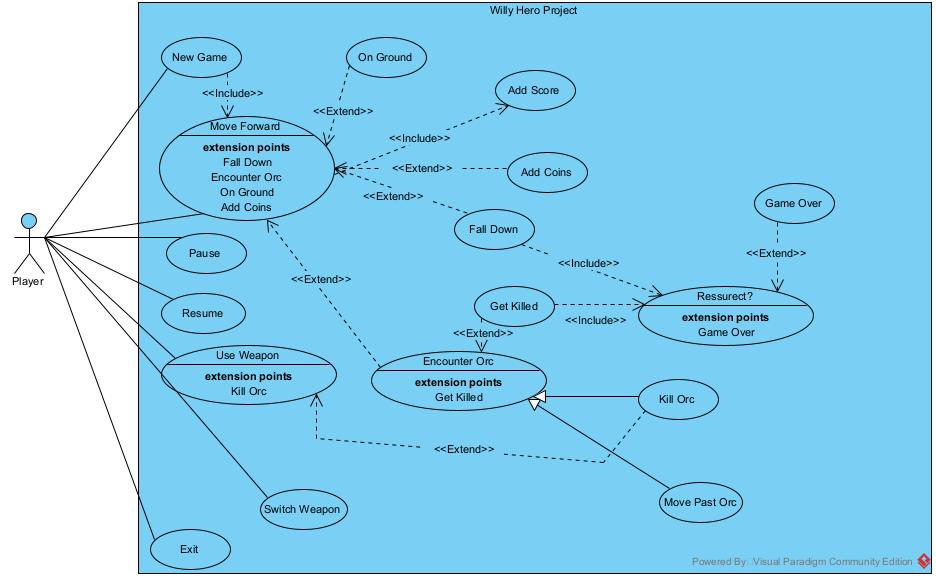 Willy Hero Project
New Game
On Ground
<<Include>>
<<Extend>>
Add Score
Move Forward
extension points
Fall Down
Encounter Orc
On Ground
Add Coins
<<Include>>
<<Extend>>
Add Coins
<<Extend>>
Game Over
Fall Down
Player
Pause
<<Extend>>
<<Include>>
<<Extend>>
Ressurect?
extension points
Game Over
Resume
Get Killed
<<Include>>
<<Extend>>
Use Weapon
extension points
Kill Orc
Encounter Orc
extension points
Get Killed
Kill Orc
<<Extend>>
Switch Weapon
Move Past Orc
Exit
Powered By: Visual Paradigm Community Edition